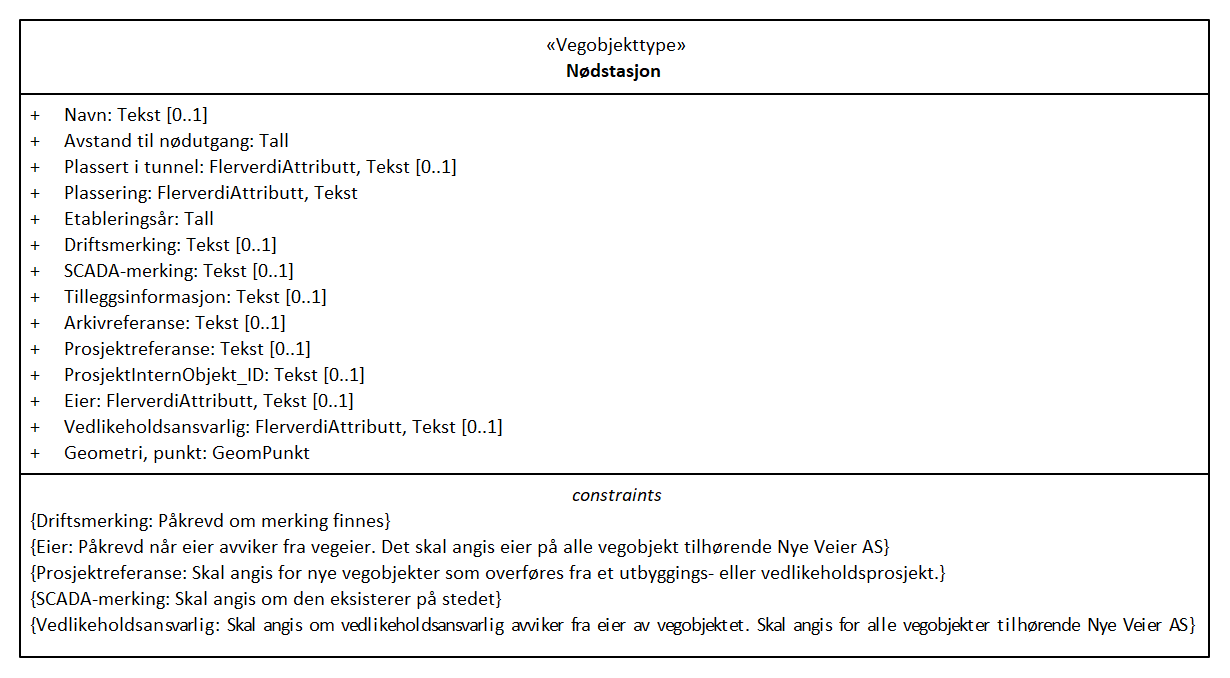 «Vegobjekttype»
Nødstasjon
+ Navn: Tekst [0..1]
+ Avstand til nødutgang: Tall
+ Plassert i tunnel: FlerverdiAttributt, Tekst [0..1]
+ Plassering: FlerverdiAttributt, Tekst
+ Etableringsår: Tall
+ Driftsmerking: Tekst [0..1]
+ SCADA-merking: Tekst [0..1]
+ Tilleggsinformasjon: Tekst [0..1]
+ Arkivreferanse: Tekst [0..1]
+ Prosjektreferanse: Tekst [0..1]
+ ProsjektInternObjekt_ID: Tekst [0..1]
+ Eier: FlerverdiAttributt, Tekst [0..1]
+ Vedlikeholdsansvarlig: FlerverdiAttributt, Tekst [0..1]
+ Geometri, punkt: GeomPunkt
constraints
{Driftsmerking: Påkrevd om merking finnes}
{Eier: Påkrevd når eier avviker fra vegeier. Det skal angis eier på alle vegobjekt tilhørende Nye Veier AS}
{Prosjektreferanse: Skal angis for nye vegobjekter som overføres fra et utbyggings- eller vedlikeholdsprosjekt.}
{SCADA-merking: Skal angis om den eksisterer på stedet}
{Vedlikeholdsansvarlig: Skal angis om vedlikeholdsansvarlig avviker fra eier av vegobjektet. Skal angis for alle vegobjekter tilhørende Nye Veier AS}